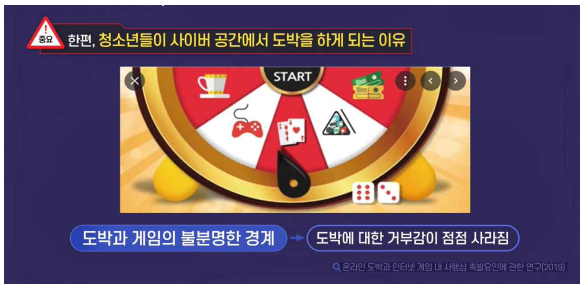 !
중요
한편, 청소년들이 사이버 공간에서 도박을 하게 되는 이유
START
도박과 게임의 불분명한 경계
도박에 대한 거부감이 점점 사라짐
온라인 도박과 인터넷 게임 내 사행심 촉발요인에 관한 연구(2019)